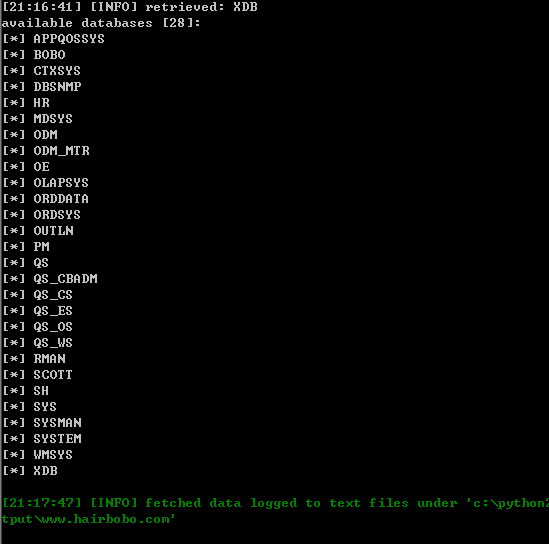 [21:16:41] [INFO] retrieved: XDB
available databases [28]:
[*] APPQOSSYS
[*] BOBO
[*] CTXSYS
[*] DBSNMP
[*] HR
[*] MDSYS
[*] ODM
[*] ODM_MTR
[*] OE
[*] OLAPSYS
[*] ORDDATA
[*] ORDSYS
[*] OUTLN
[*] PM
[*] QS
[*] QS_CBADM
[*] QS_CS
[*] QS_ES
[*] QS_OS
[*] QS_WS
[*] RMAN
[*] SCOTT
[*] SH
[*] SYS
[*] SYSMAN
[*] SYSTEM
[*] WMSYS
[*] XDB
[21:17:47] [INFO] fetched data logged to text files under 'c:\python2
tput\www.hairbobo.com'